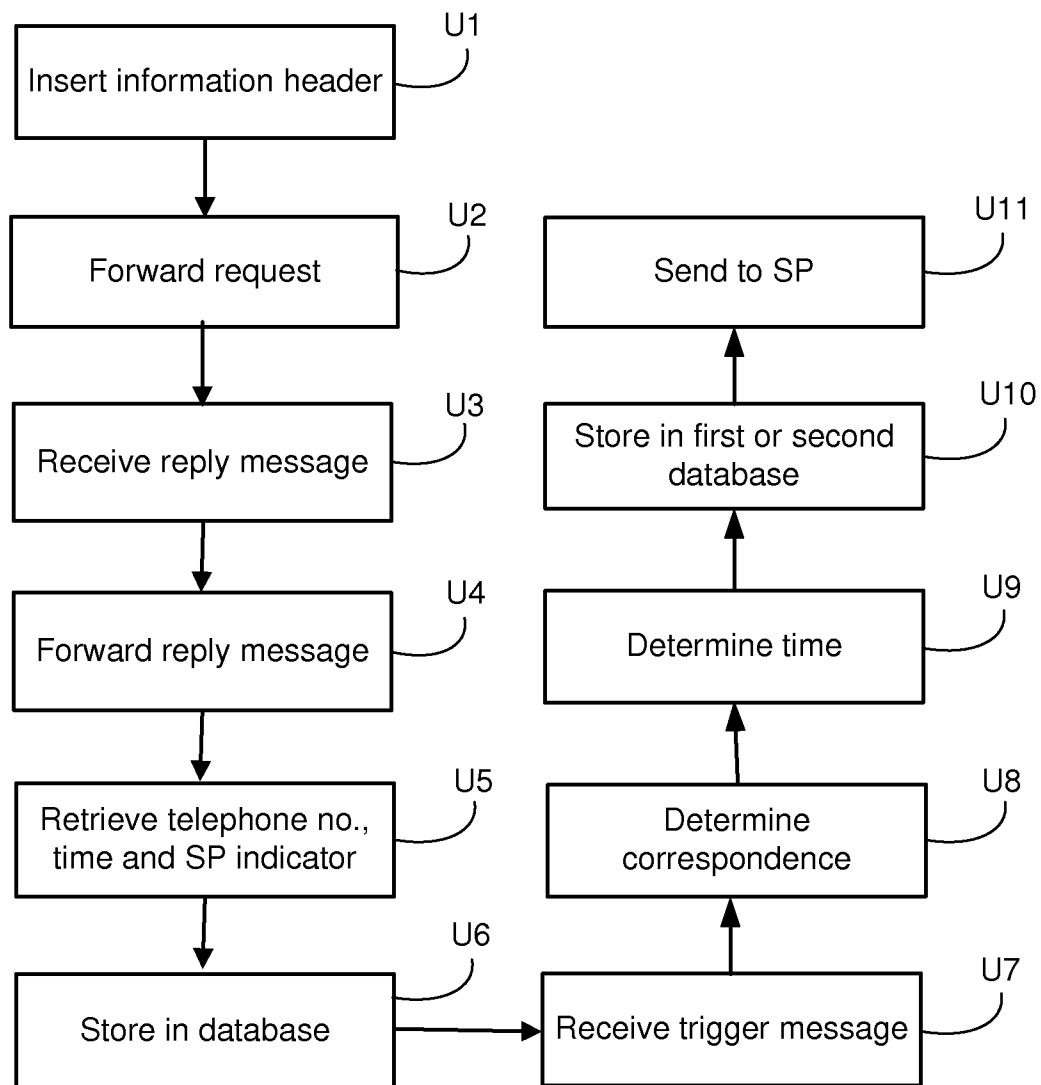 U1
Insert information header
U2
Forward request
U3
Receive reply message
U4
Forward reply message
U5
Retrieve telephone no.,
time and SP indicator
U6
Store in database
U7
Receive trigger message
U8
Determine
correspondence
U9
Determine time
U10
Store in first or second
database
U11
Send to SP